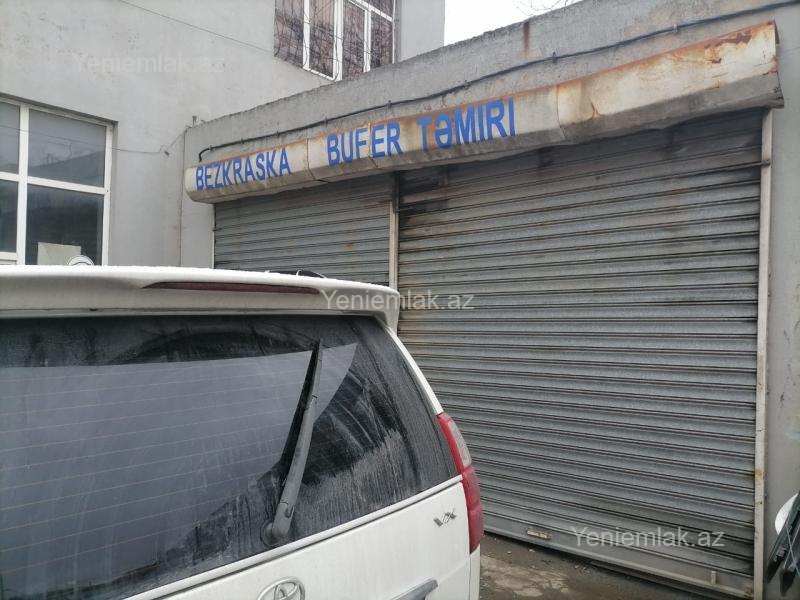 Yeniemlak.az
BEZKRASKA BUFER TƏMIRI
Yeniemlak.az
VX
Yeniemlak.az